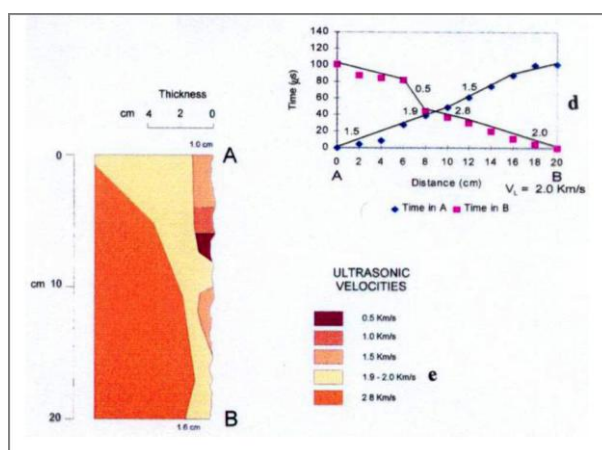 Thickness
cm 4 2 0
1.0 cm
A
0
cm 10
20
B
1.6 cm
140
120
100
80
60
40
20
0
Time (µs)
1.5
1.9
0.5
2.8
1.5
2.0
d
0 2 4 6 8 10 12 14 16 18 20
A
B
Distance (cm)
V_L = 2.0 Km/s
Time in A
Time in B
ULTRASONIC
VELOCITIES
0.5 Km/s
1.0 Km/s
1.5 Km/s
1.9 - 2.0 Km/s
e
2.8 Km/s